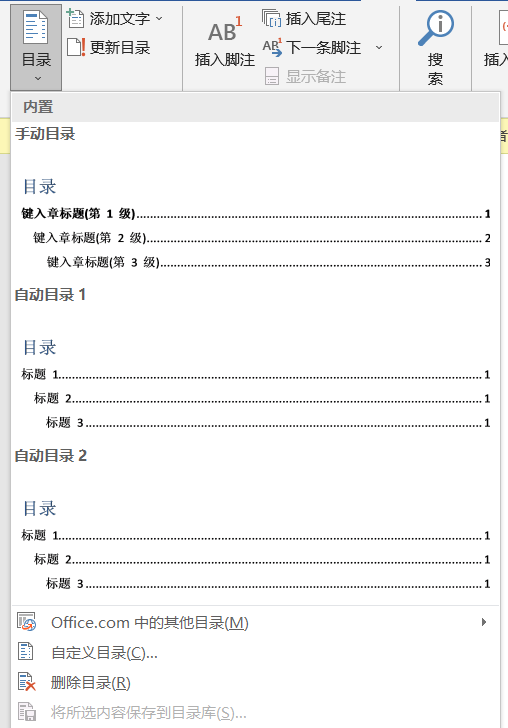 目录
添加文字
更新目录
AB1
插入脚注
插入尾注
AB1 下一条脚注
显示备注
搜
索
插入
内置
手动目录
目录
键入章标题(第 1 级)........................................1
键入章标题(第 2 级)........................................2
键入章标题(第 3 级)........................................3
自动目录 1
目录
标题 1........................................1
标题 2........................................1
标题 3........................................1
自动目录 2
目录
标题 1........................................1
标题 2........................................1
标题 3........................................1
Office.com 中的其他目录(M)
自定义目录(C)...
删除目录(R)
将所选内容保存到目录库(S)...